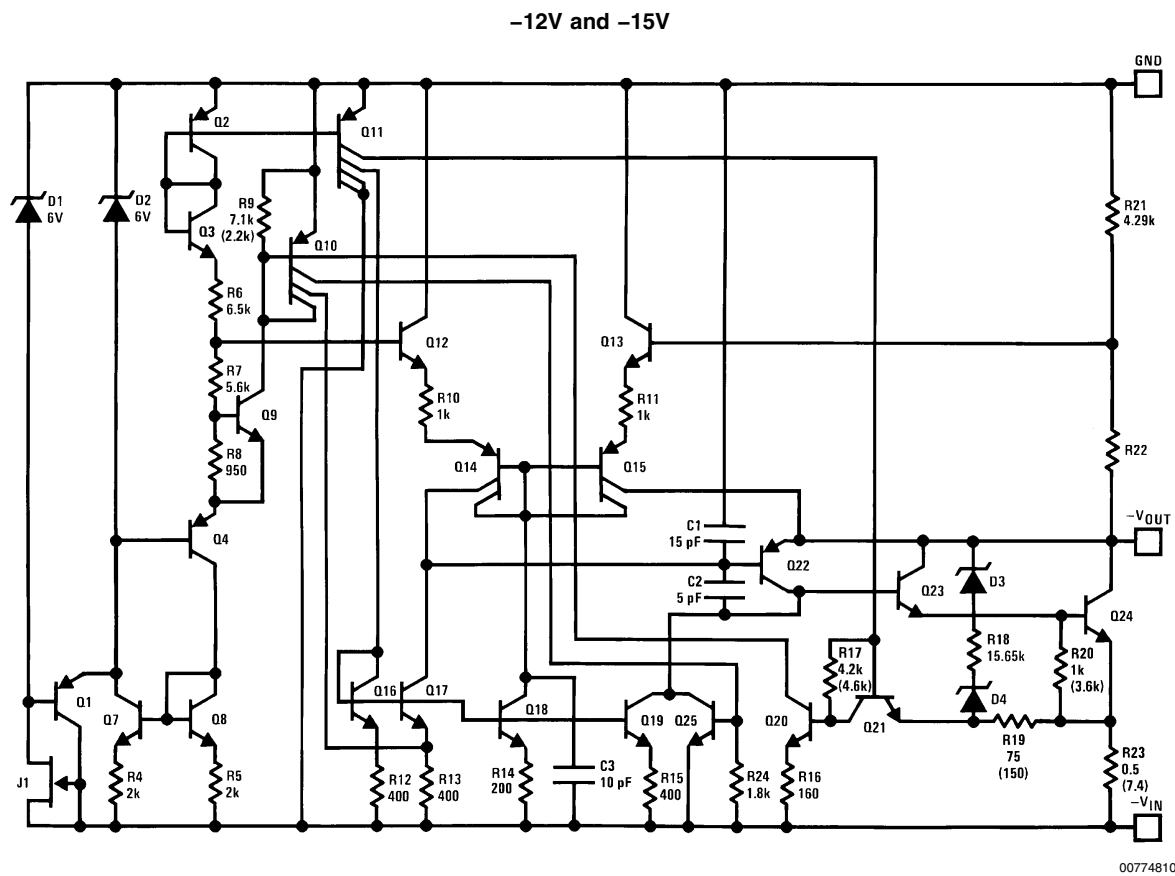 −12V and −15V
GND
Q2
Q11
D1
6V
D2
6V
R9
7.1k
(2.2k)
Q3
Q10
R21
4.29k
R6
6.5k
Q12
Q13
R7
5.6k
R10
1k
R11
1k
Q9
R8
950
Q14
Q15
R22
−VOUT
C1
15 pF
Q4
Q22
C2
5 pF
Q23
D3
Q24
R18
15.65k
R20
1k
(3.6k)
R17
4.2k
(4.6k)
D4
Q1
Q7
Q8
Q16
Q17
Q18
Q19
Q25
Q20
Q21
R19
75
(150)
J1
R4
2k
R5
2k
R12
400
R13
400
R14
200
C3
10 pF
R15
400
R24
1.8k
R16
160
R23
0.5
(7.4)
−VIN
00774810